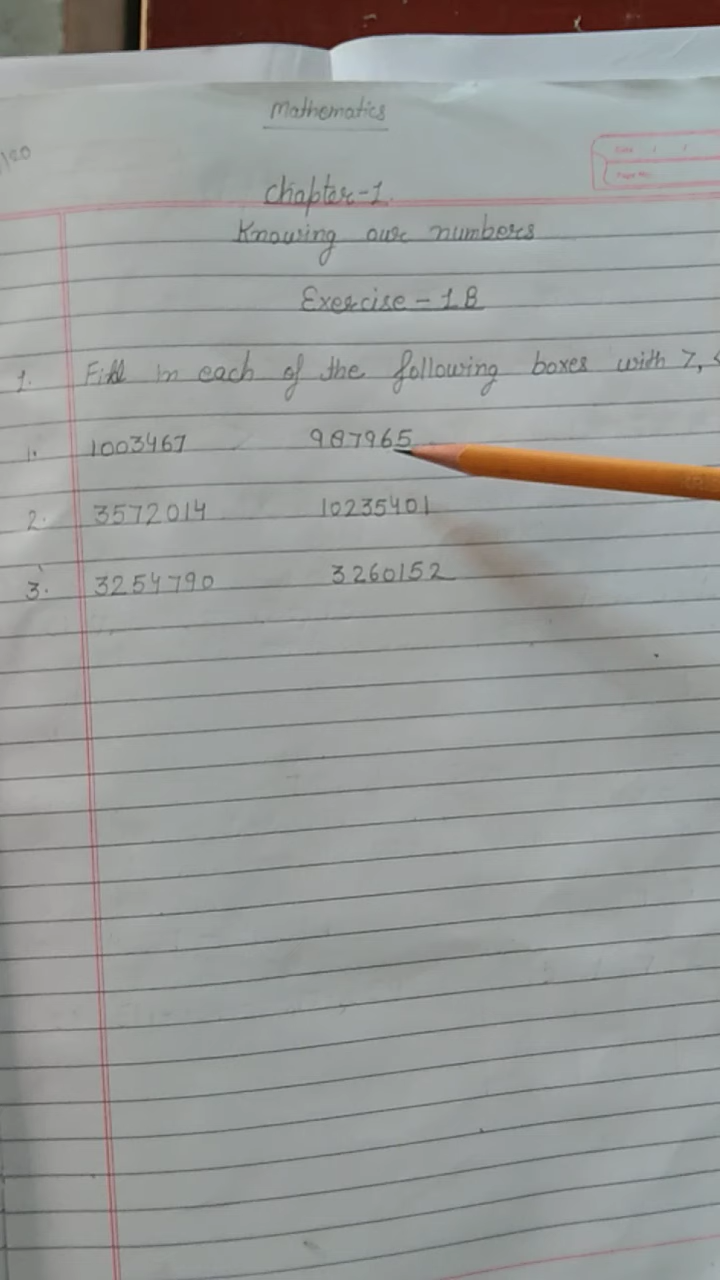 Mathematics
Chapter-1.
Knowing our numbers
Exercise - 1B
1. Fill in each of the following boxes with >, <
1. 1003467 987965
2. 3572014 10235401
3. 3254790 3260152